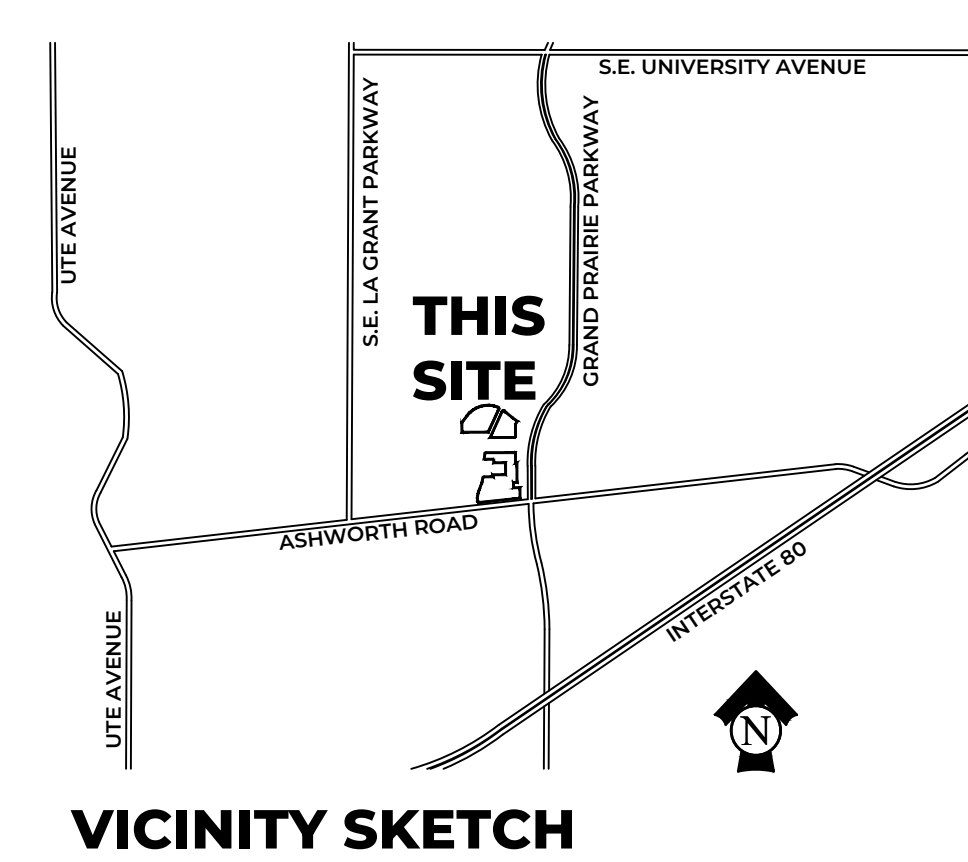 S.E. UNIVERSITY AVENUE
UTE AVENUE
S.E. LA GRANT PARKWAY
GRAND PRAIRIE PARKWAY
THIS
SITE
ASHWORTH ROAD
INTERSTATE 80
UTE AVENUE
N
VICINITY SKETCH